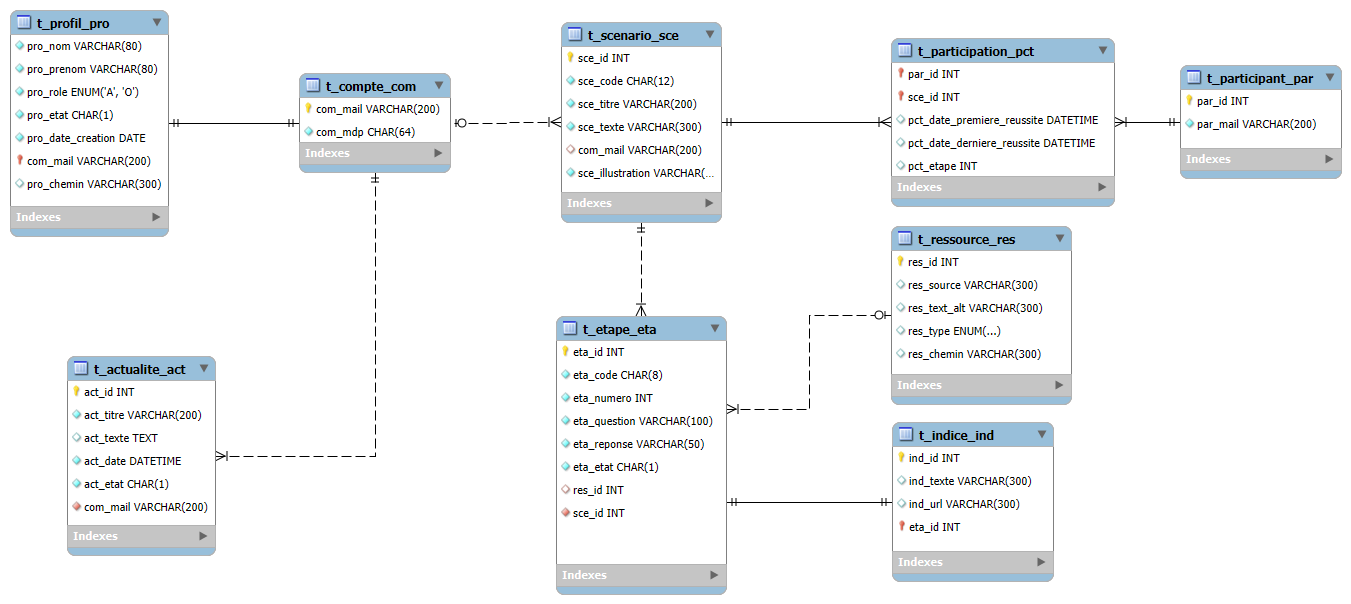 t_profil_pro
pro_nom VARCHAR(80)
pro_prenom VARCHAR(80)
pro_role ENUM('A', 'O')
pro_etat CHAR(1)
pro_date_creation DATE
com_mail VARCHAR(200)
pro_chemin VARCHAR(300)
Indexes
t_compte_com
com_mail VARCHAR(200)
com_mdp CHAR(64)
Indexes
t_scenario_sce
sce_id INT
sce_code CHAR(12)
sce_titre VARCHAR(200)
sce_texte VARCHAR(300)
com_mail VARCHAR(200)
sce_illustration VARCHAR(...
Indexes
t_participation_pct
par_id INT
sce_id INT
pct_date_premiere_reussite DATETIME
pct_date_derniere_reussite DATETIME
pct_etape INT
Indexes
t_participant_par
par_id INT
par_mail VARCHAR(200)
Indexes
t_ressource_res
res_id INT
res_source VARCHAR(300)
res_text_alt VARCHAR(300)
res_type ENUM(...)
res_chemin VARCHAR(300)
Indexes
t_etape_eta
eta_id INT
eta_code CHAR(8)
eta_numero INT
eta_question VARCHAR(100)
eta_reponse VARCHAR(50)
eta_etat CHAR(1)
res_id INT
sce_id INT
Indexes
t_actualite_act
act_id INT
act_titre VARCHAR(200)
act_texte TEXT
act_date DATETIME
act_etat CHAR(1)
com_mail VARCHAR(200)
Indexes
t_indice_ind
ind_id INT
ind_texte VARCHAR(300)
ind_url VARCHAR(300)
eta_id INT
Indexes